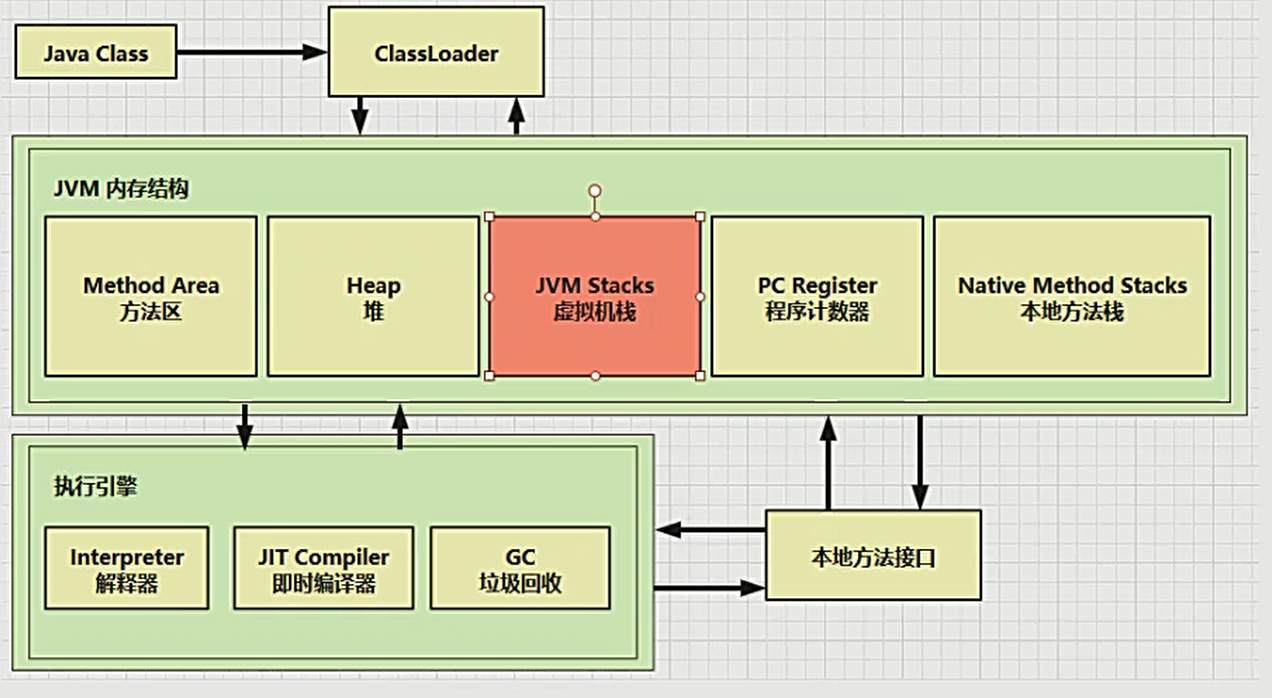 Java Class
ClassLoader
JVM 内存结构
Method Area
方法区
Heap
堆
JVM Stacks
虚拟机栈
PC Register
程序计数器
Native Method Stacks
本地方法栈
执行引擎
Interpreter
解释器
JIT Compiler
即时编译器
GC
垃圾回收
本地方法接口